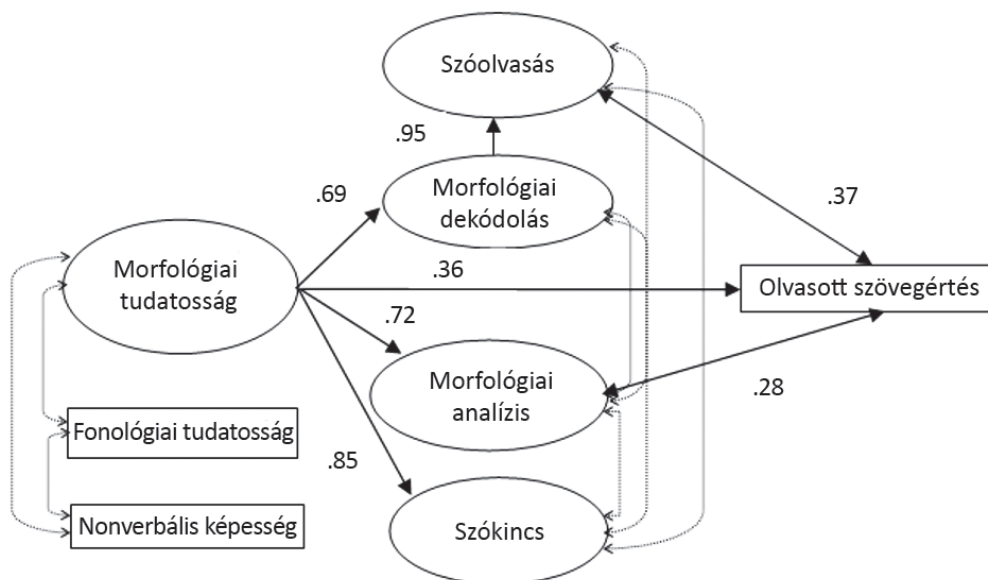 Szóolvasás
.95
Morfológiai
dekódolás
.69
.37
Morfológiai
tudatosság
.36
Olvasott szövegértés
.72
Morfológiai
analízis
.28
Fonológiai tudatosság
.85
Nonverbális képesség
Szókincs